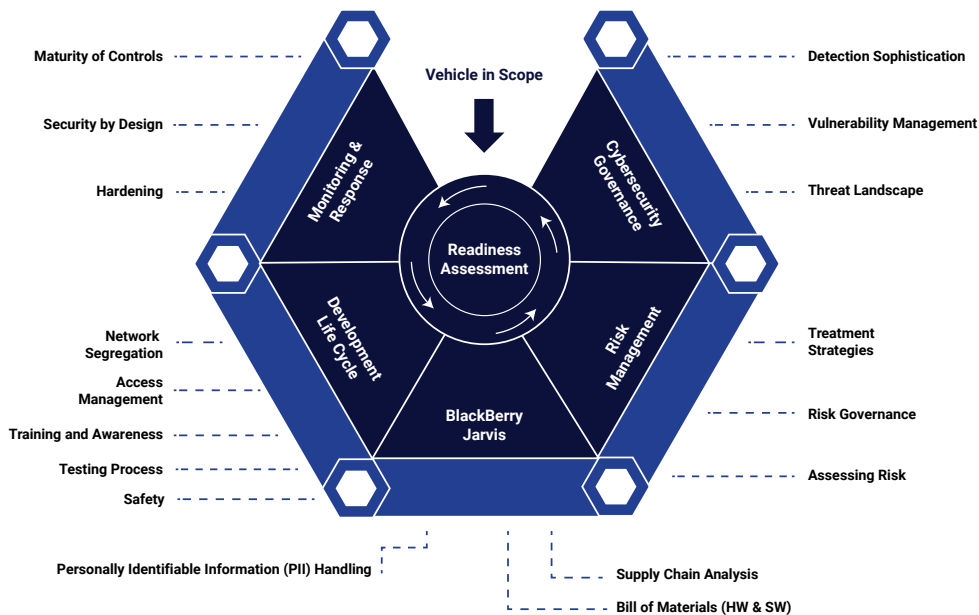 Vehicle in Scope
Maturity of Controls
Security by Design
Hardening
Detection Sophistication
Vulnerability Management
Threat Landscape
Monitoring &
Response
Cybersecurity
Governance
Readiness
Assessment
Development
Life Cycle
Risk
Management
BlackBerry
Jarvis
Network
Segregation
Access
Management
Training and Awareness
Testing Process
Safety
Treatment
Strategies
Risk Governance
Assessing Risk
Personally Identifiable Information (PII) Handling
Supply Chain Analysis
Bill of Materials (HW & SW)